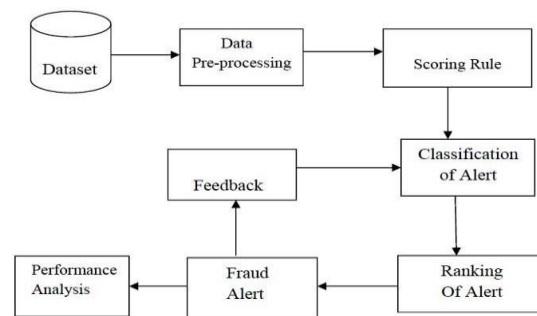 Dataset
Data
Pre-processing
Scoring Rule
Classification
of Alert
Feedback
Ranking
Of Alert
Fraud
Alert
Performance
Analysis